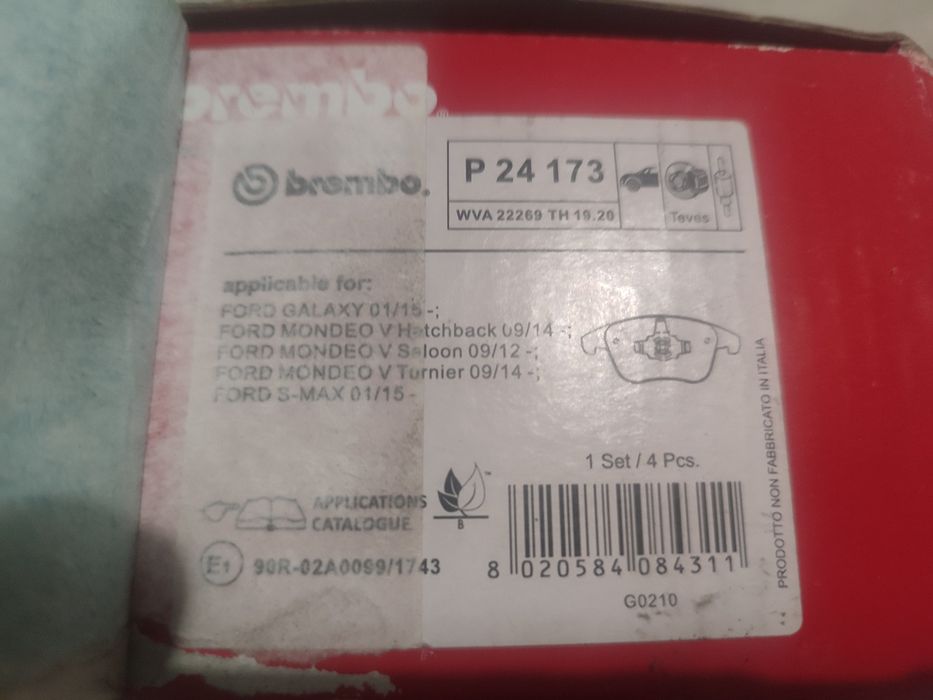 brembo
brembo.
P 24 173
WVA 22269 TH 19.20
Teves
applicable for:
FORD GALAXY 01/15 -;
FORD MONDEO V Hatchback 09/14 -;
FORD MONDEO V Saloon 09/12 -;
FORD MONDEO V Turnier 09/14 -;
FORD S-MAX 01/15 -
1 Set / 4 Pcs.
APPLICATIONS
CATALOGUE
B
E1 90R-02A0099/1743
8 020584 084311
G0210
PRODOTTO NON FABBRICATO IN ITALIA